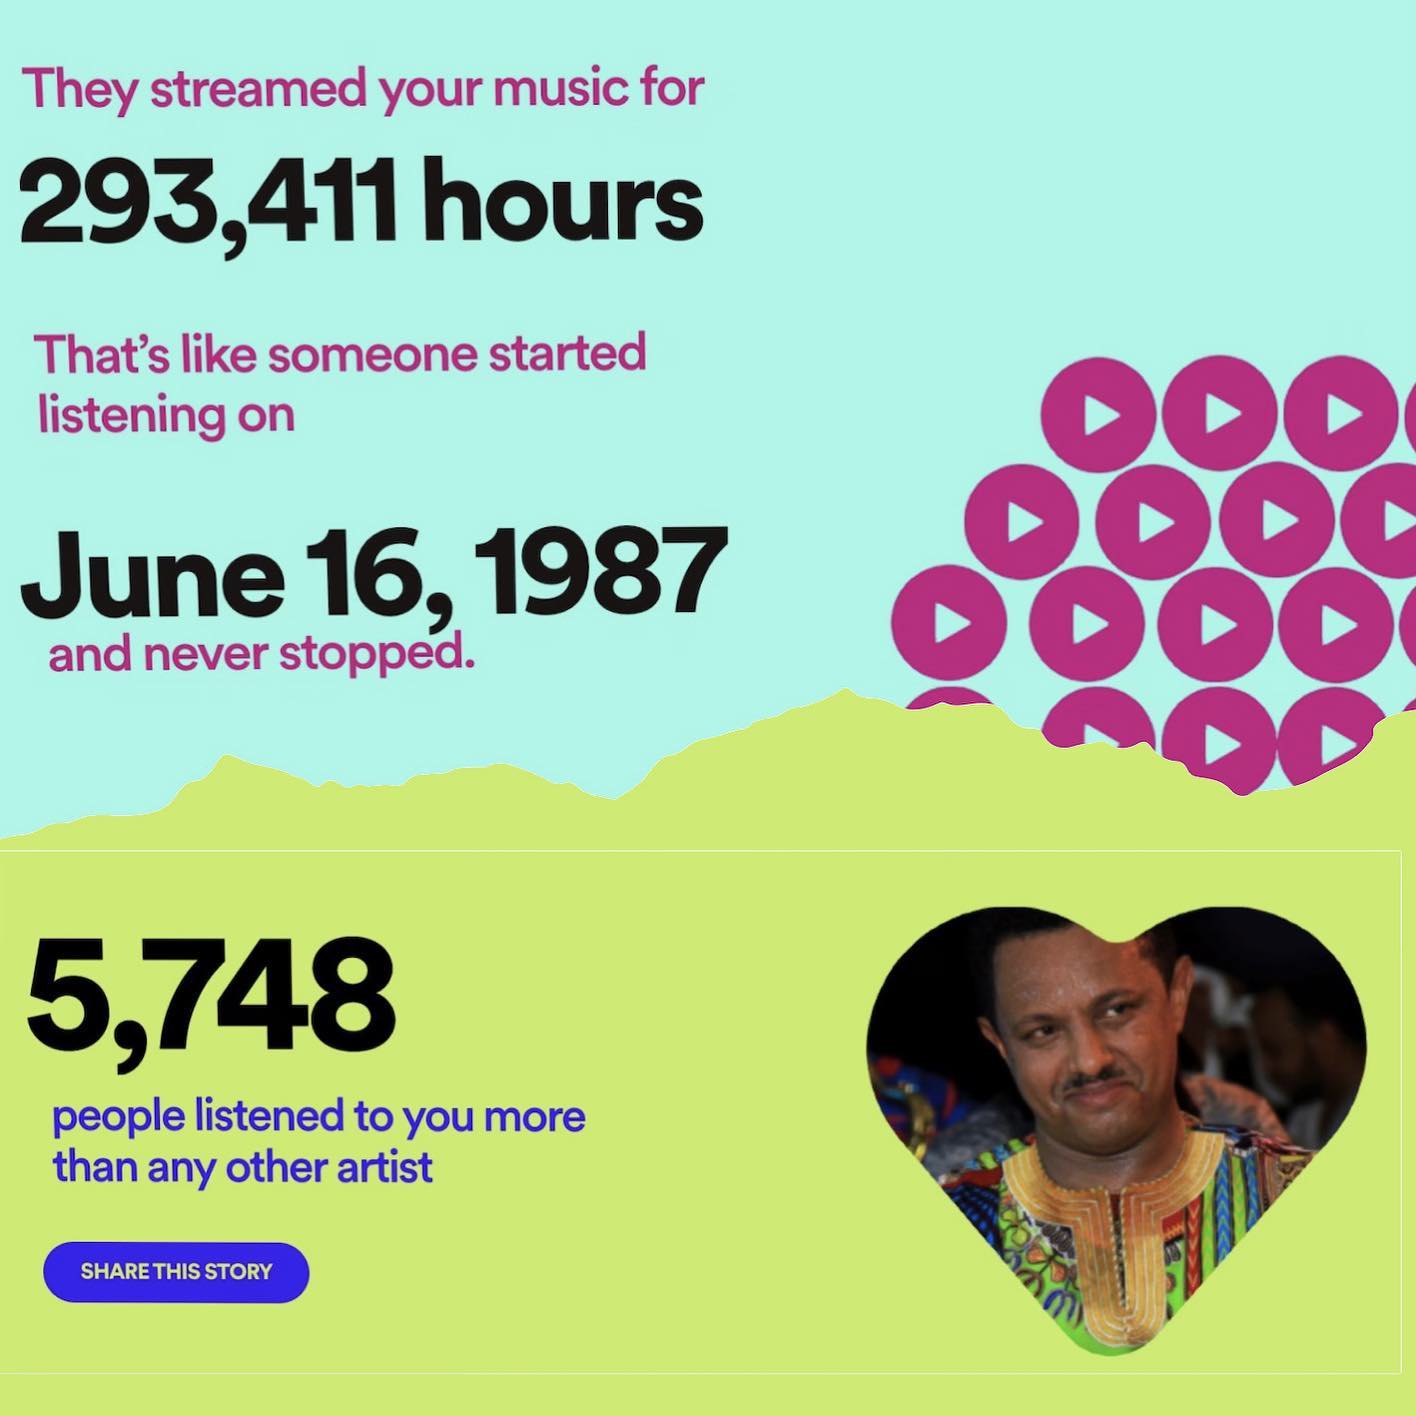 They streamed your music for
293,411 hours
That’s like someone started
listening on
June 16, 1987
and never stopped.
5,748
people listened to you more
than any other artist
SHARE THIS STORY